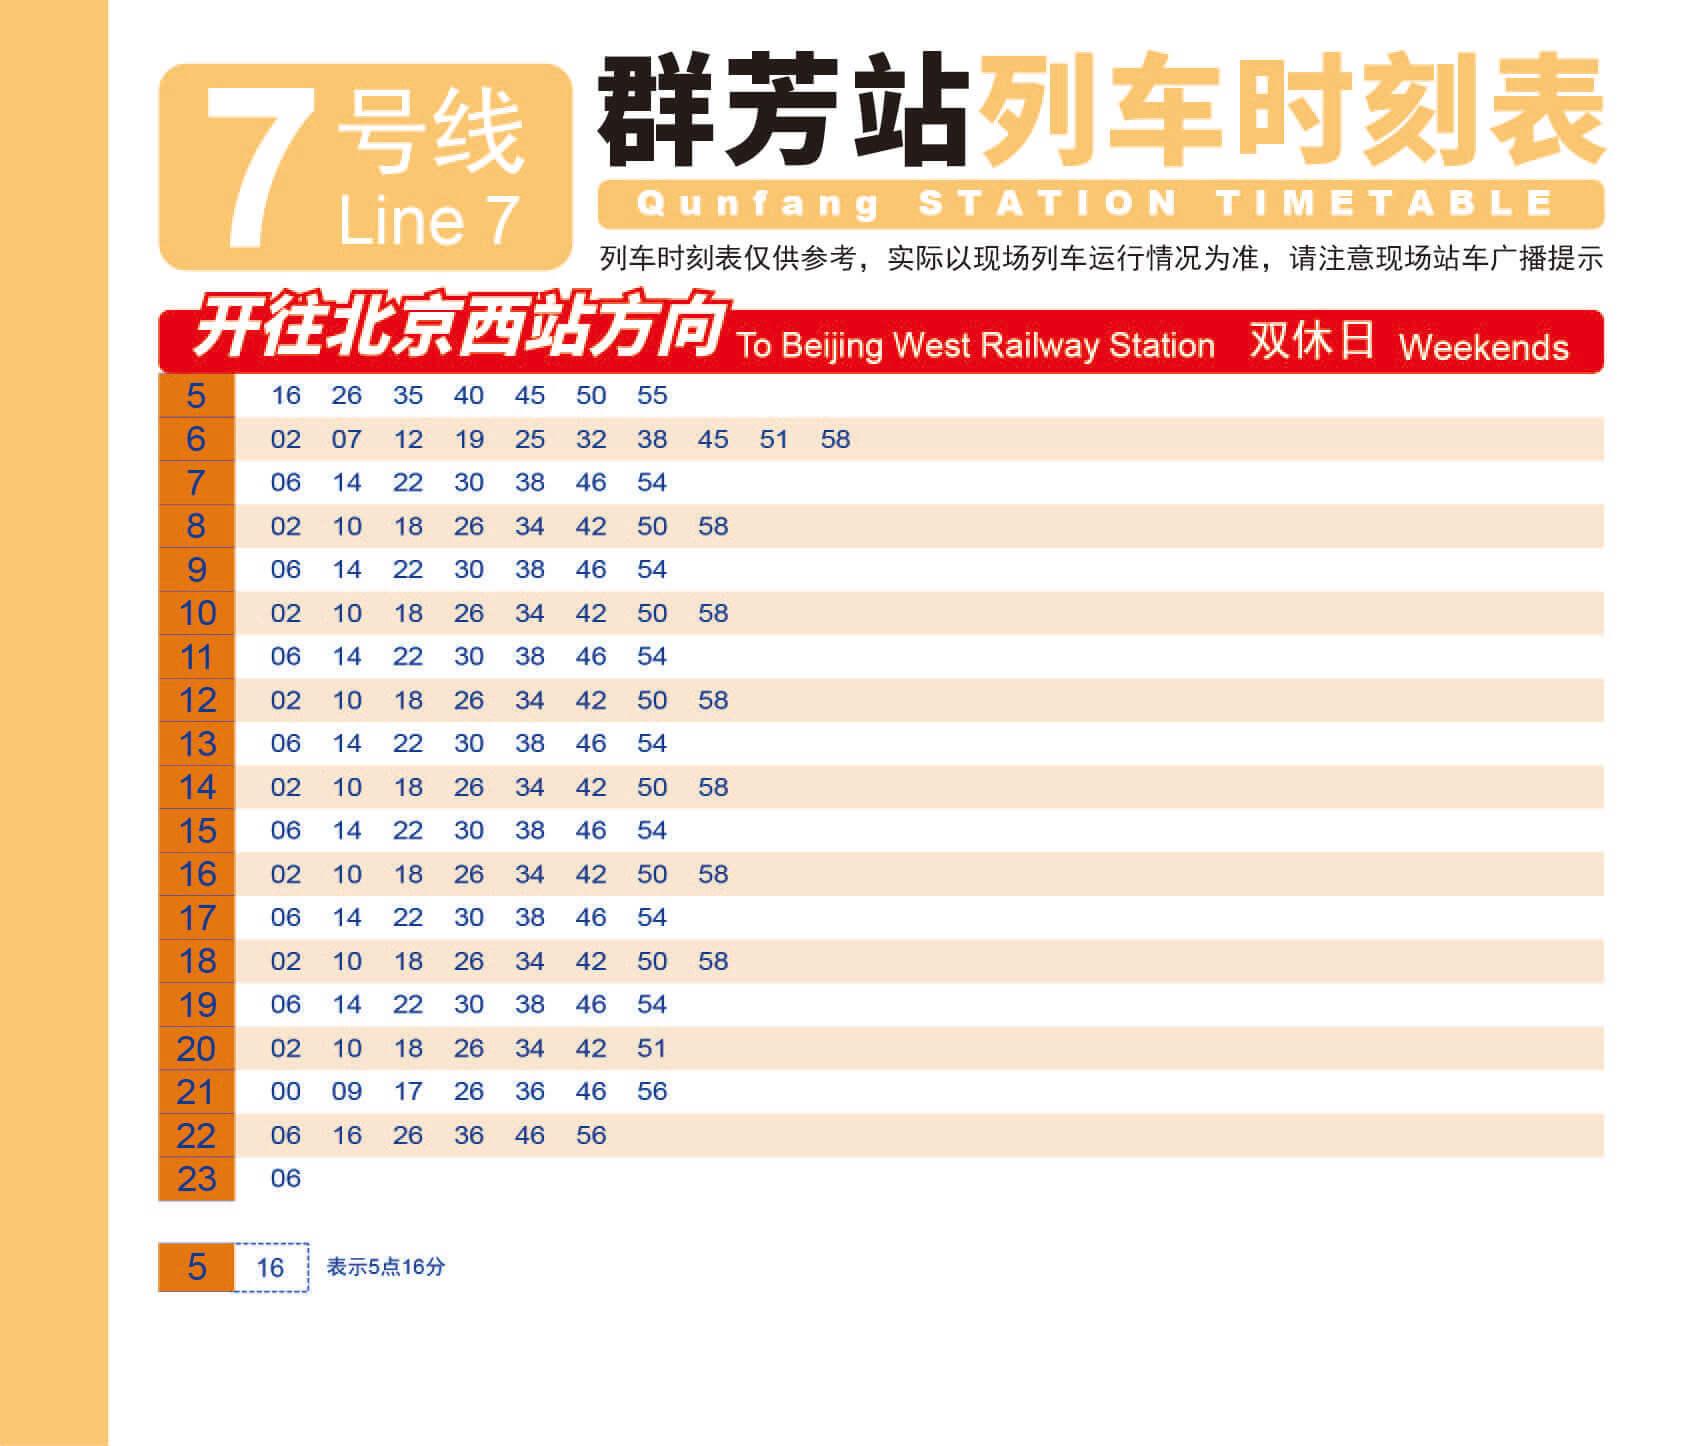 7号线
Line 7
群芳站列车时刻表
Qunfang STATION TIMETABLE
列车时刻表仅供参考，实际以现场列车运行情况为准，请注意现场站车广播提示
开往北京西站方向 To Beijing West Railway Station 双休日 Weekends
5 16 26 35 40 45 50 55
6 02 07 12 19 25 32 38 45 51 58
7 06 14 22 30 38 46 54
8 02 10 18 26 34 42 50 58
9 06 14 22 30 38 46 54
10 02 10 18 26 34 42 50 58
11 06 14 22 30 38 46 54
12 02 10 18 26 34 42 50 58
13 06 14 22 30 38 46 54
14 02 10 18 26 34 42 50 58
15 06 14 22 30 38 46 54
16 02 10 18 26 34 42 50 58
17 06 14 22 30 38 46 54
18 02 10 18 26 34 42 50 58
19 06 14 22 30 38 46 54
20 02 10 18 26 34 42 51
21 00 09 17 26 36 46 56
22 06 16 26 36 46 56
23 06
5 16 表示5点16分